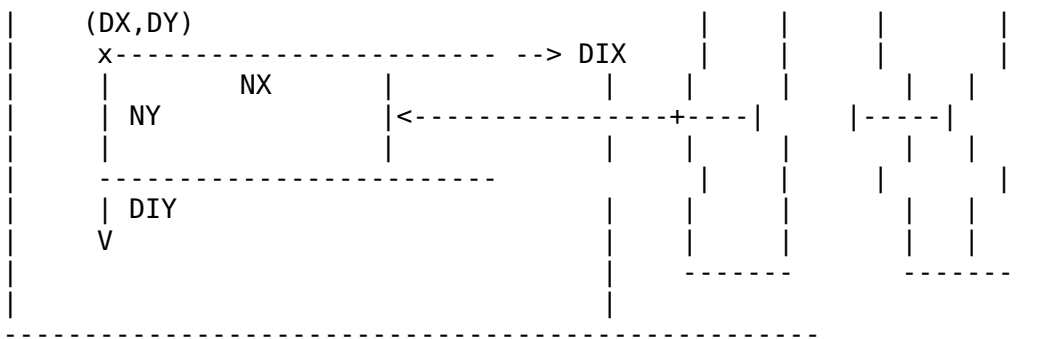 |    (DX,DY)                                |    |     |       |
|     x------------------------ --> DIX     |    |     |       |
|     |        NX       |             |    |     |       |   |
|     | NY              |<----------------+----|     |-----|
|     |                 |             |    |     |       |   |
|     -------------------------             |    |     |       |
|     | DIY                           |    |     |       |   |
|     V                               |    |     |       |   |
|                                     |    -------       -------
|                                     |
---------------------------------------------------